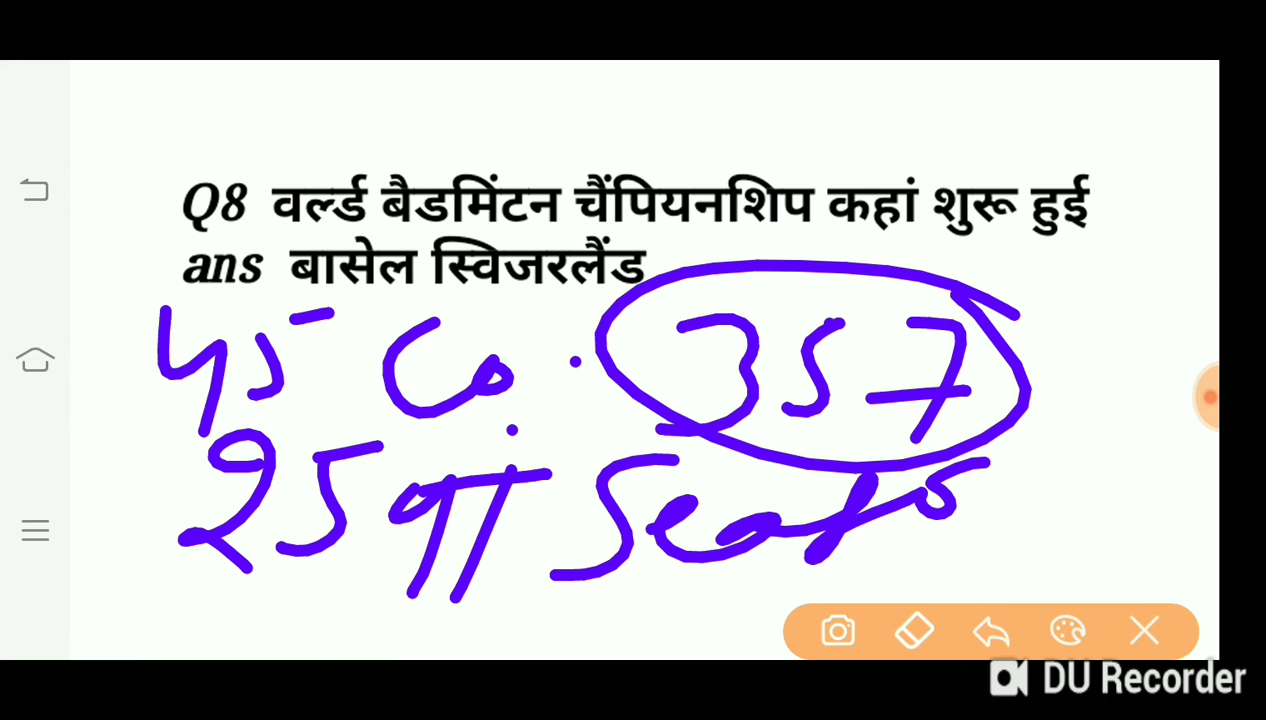 Q8 वर्ल्ड बैडमिंटन चैंपियनशिप कहां शुरू हुई
ans बासेल स्विजरलैंड
45 Co. 357
25 वां Seats
DU Recorder